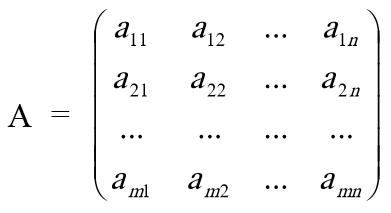 a11 a12 ... a1n
a21 a22 ... a2n
A =
... ... ... ...
am1 am2 ... amn